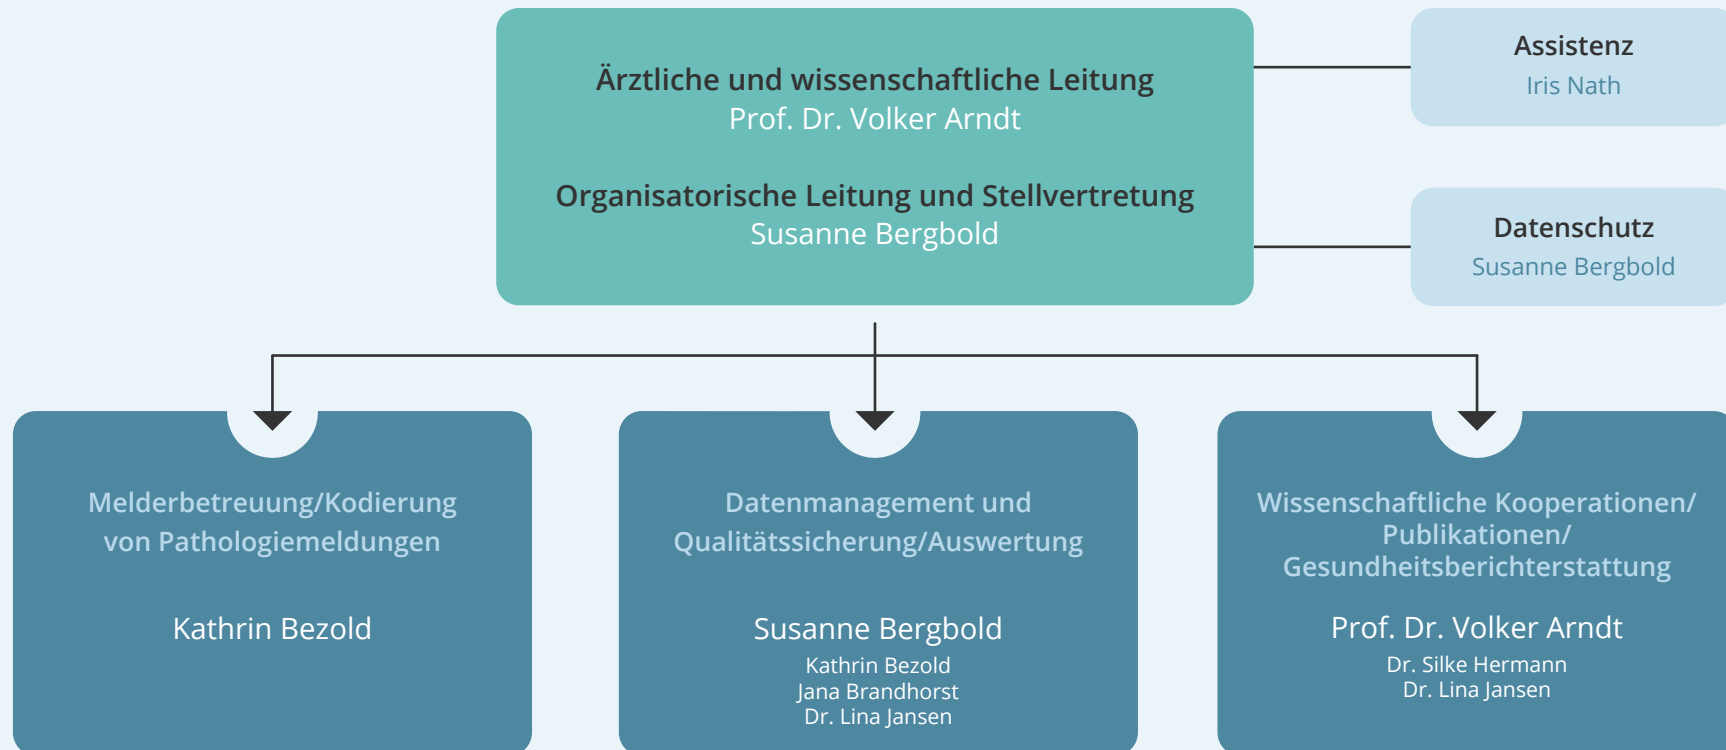 Ärztliche und wissenschaftliche Leitung
Prof. Dr. Volker Arndt
Organisatorische Leitung und Stellvertretung
Susanne Bergbold
Assistenz
Iris Nath
Datenschutz
Susanne Bergbold
Melderbetreuung/Kodierung
von Pathologiemeldungen
Kathrin Bezold
Datenmanagement und
Qualitätssicherung/Auswertung
Susanne Bergbold
Kathrin Bezold
Jana Brandhorst
Dr. Lina Jansen
Wissenschaftliche Kooperationen/
Publikationen/
Gesundheitsberichterstattung
Prof. Dr. Volker Arndt
Dr. Silke Hermann
Dr. Lina Jansen